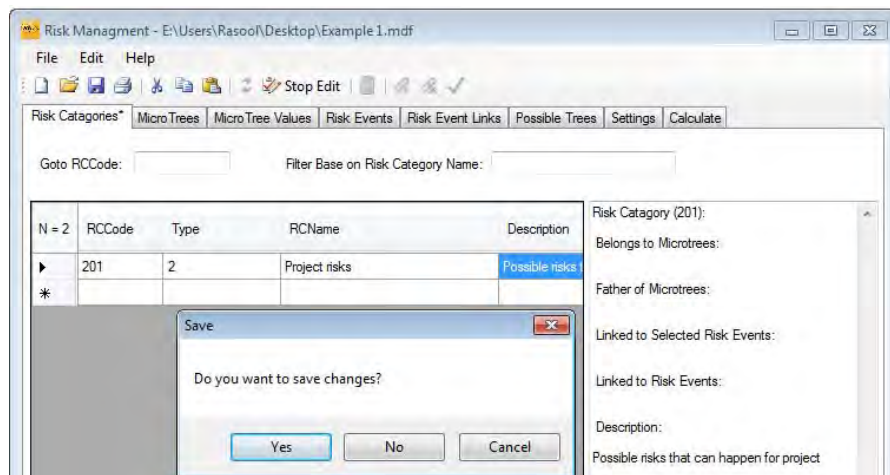 Risk Managment - E:\Users\Rasool\Desktop\Example1.mdf
File Edit Help
Stop Edit
Risk Catagories* MicroTrees MicroTree Values Risk Events Risk Event Links Possible Trees Settings Calculate
Goto RCCode: Filter Base on Risk Category Name:
N = 2 RCCode Type RCName Description
201 2 Project risks Possible risks t
Risk Catagory (201):
Belongs to Microtrees:
Father of Microtrees:
Linked to Selected Risk Events:
Linked to Risk Events:
Description:
Possible risks that can happen for project
Save
Do you want to save changes?
Yes No Cancel